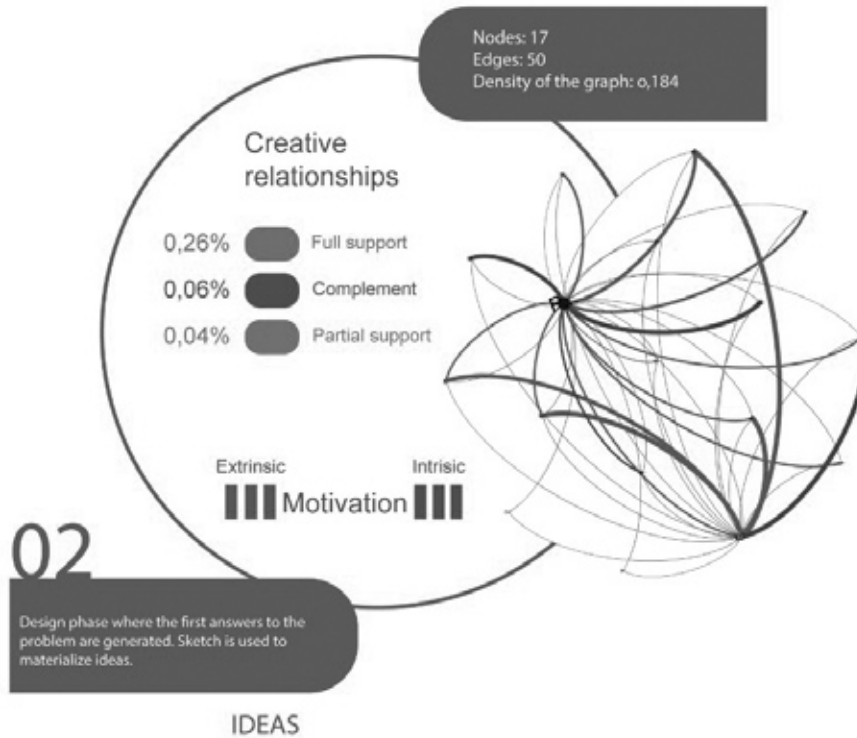 Nodes: 17
Edges: 50
Density of the graph: o,184
Creative
relationships
0,26% Full support
0,06% Complement
0,04% Partial support
Extrinsic
Intrisic
Motivation
02
Design phase where the first answers to the
problem are generated. Sketch is used to
materialize ideas.
IDEAS